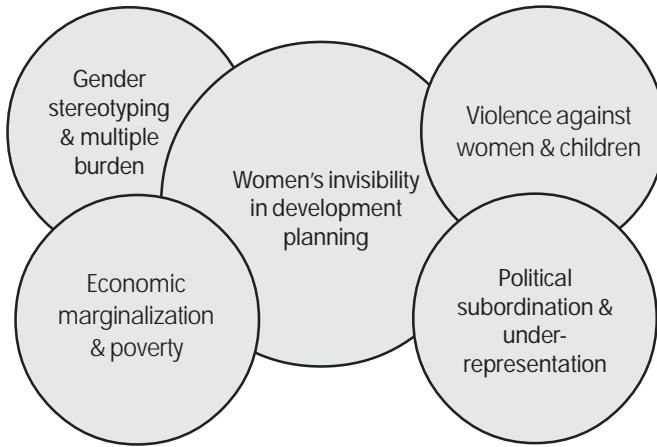 Gender
stereotyping
& multiple
burden
Violence against
women & children
Women’s invisibility
in development
planning
Economic
marginalization
& poverty
Political
subordination &
under-
representation